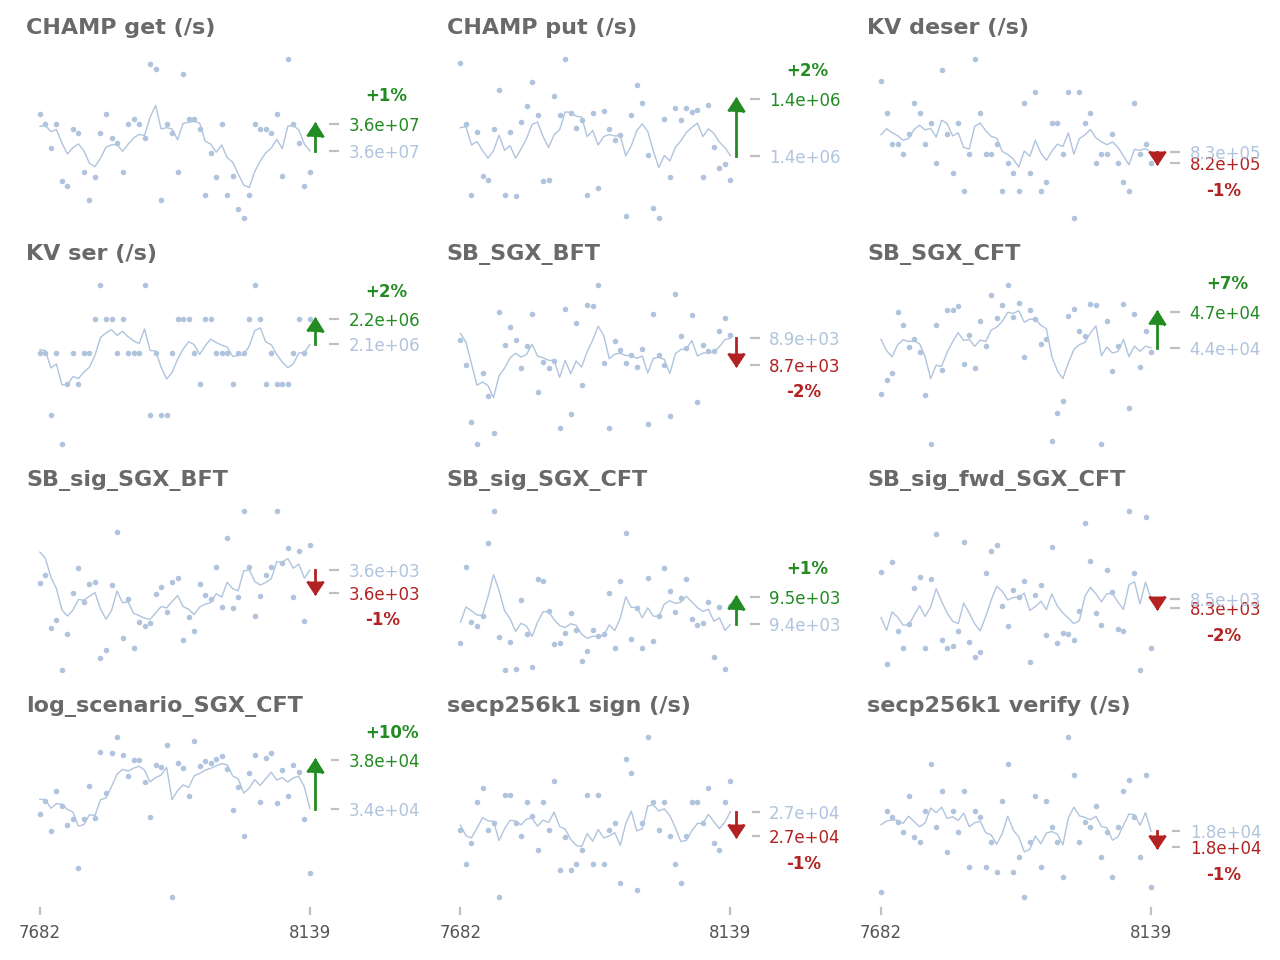 CHAMP get (/s)
+1%
3.6e+07
3.6e+07
CHAMP put (/s)
+2%
1.4e+06
1.4e+06
KV deser (/s)
8.3e+05
8.2e+05
-1%
KV ser (/s)
+2%
2.2e+06
2.1e+06
SB_SGX_BFT
8.9e+03
8.7e+03
-2%
SB_SGX_CFT
+7%
4.7e+04
4.4e+04
SB_sig_SGX_BFT
3.6e+03
3.6e+03
-1%
SB_sig_SGX_CFT
+1%
9.5e+03
9.4e+03
SB_sig_fwd_SGX_CFT
8.5e+03
8.3e+03
-2%
log_scenario_SGX_CFT
+10%
3.8e+04
3.4e+04
7682
8139
secp256k1 sign (/s)
2.7e+04
2.7e+04
-1%
7682
8139
secp256k1 verify (/s)
1.8e+04
1.8e+04
-1%
7682
8139